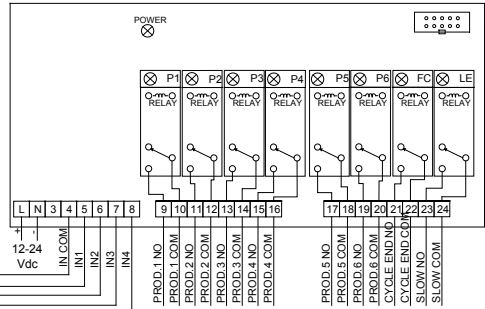 POWER
P1 P2 P3 P4 P5 P6 FC LE
RELAY RELAY RELAY RELAY RELAY RELAY RELAY RELAY
L N 3 4 5 6 7 8 9 10 11 12 13 14 15 16 17 18 19 20 21 22 23 24
+ -
12-24
Vdc
IN COM
IN1
IN2
IN3
IN4
PROD.1 NO
PROD.1 COM
PROD.2 NO
PROD.2 COM
PROD.3 NO
PROD.3 COM
PROD.4 NO
PROD.4 COM
PROD.5 NO
PROD.5 COM
PROD.6 NO
PROD.6 COM
CYCLE END NO
CYCLE END COM
SLOW NO
SLOW COM